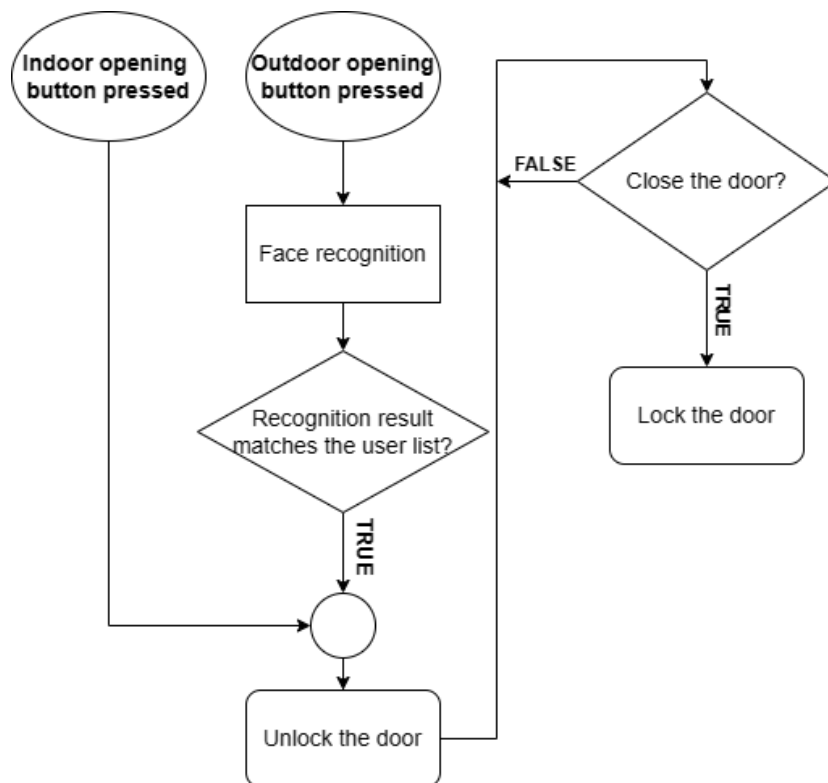 Indoor opening
button pressed
Outdoor opening
button pressed
Face recognition
Recognition result
matches the user list?
TRUE
Unlock the door
FALSE
Close the door?
TRUE
Lock the door